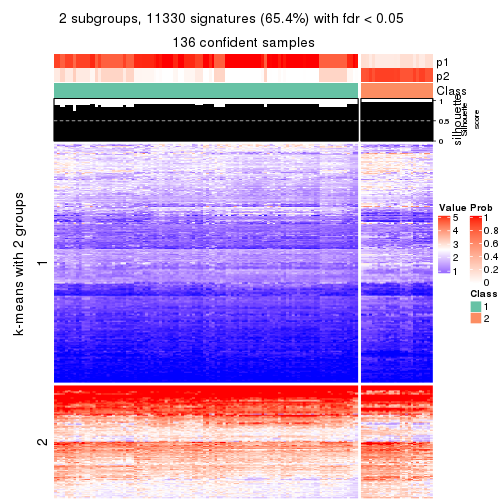 2 subgroups, 11330 signatures (65.4%) with fdr < 0.05
136 confident samples
p1
p2
Class
1
0.5
0
silhouette
Silhouette
score
k-means with 2 groups
1
2
Value
5
4
3
2
1
Prob
1
0.8
0.6
0.4
0.2
0
Class
1
2